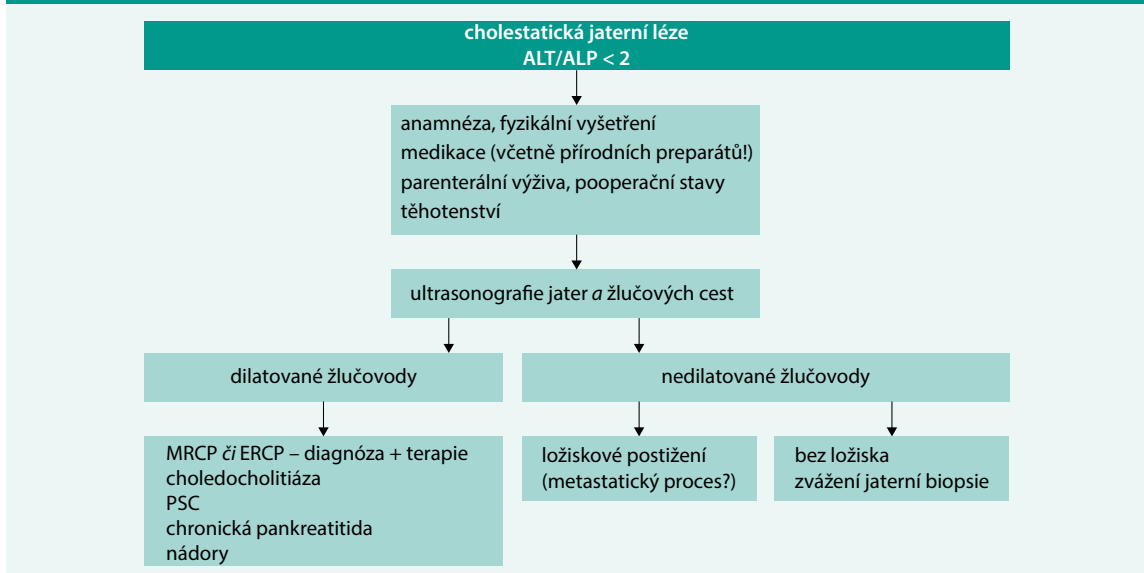 cholestatická jaterní léze
ALT/ALP < 2
anamnéza, fyzikální vyšetření
medikace (včetně přírodních preparátů!)
parenterální výživa, pooperační stavy
těhotenství
ultrasonografie jater a žlučových cest
dilatované žlučovody
nedilatované žlučovody
MRCP či ERCP – diagnóza + terapie
choledocholitiáza
PSC
chronická pankreatitida
nádory
ložiskové postižení
(metastatický proces?)
bez ložiska
zvážení jaterní biopsie